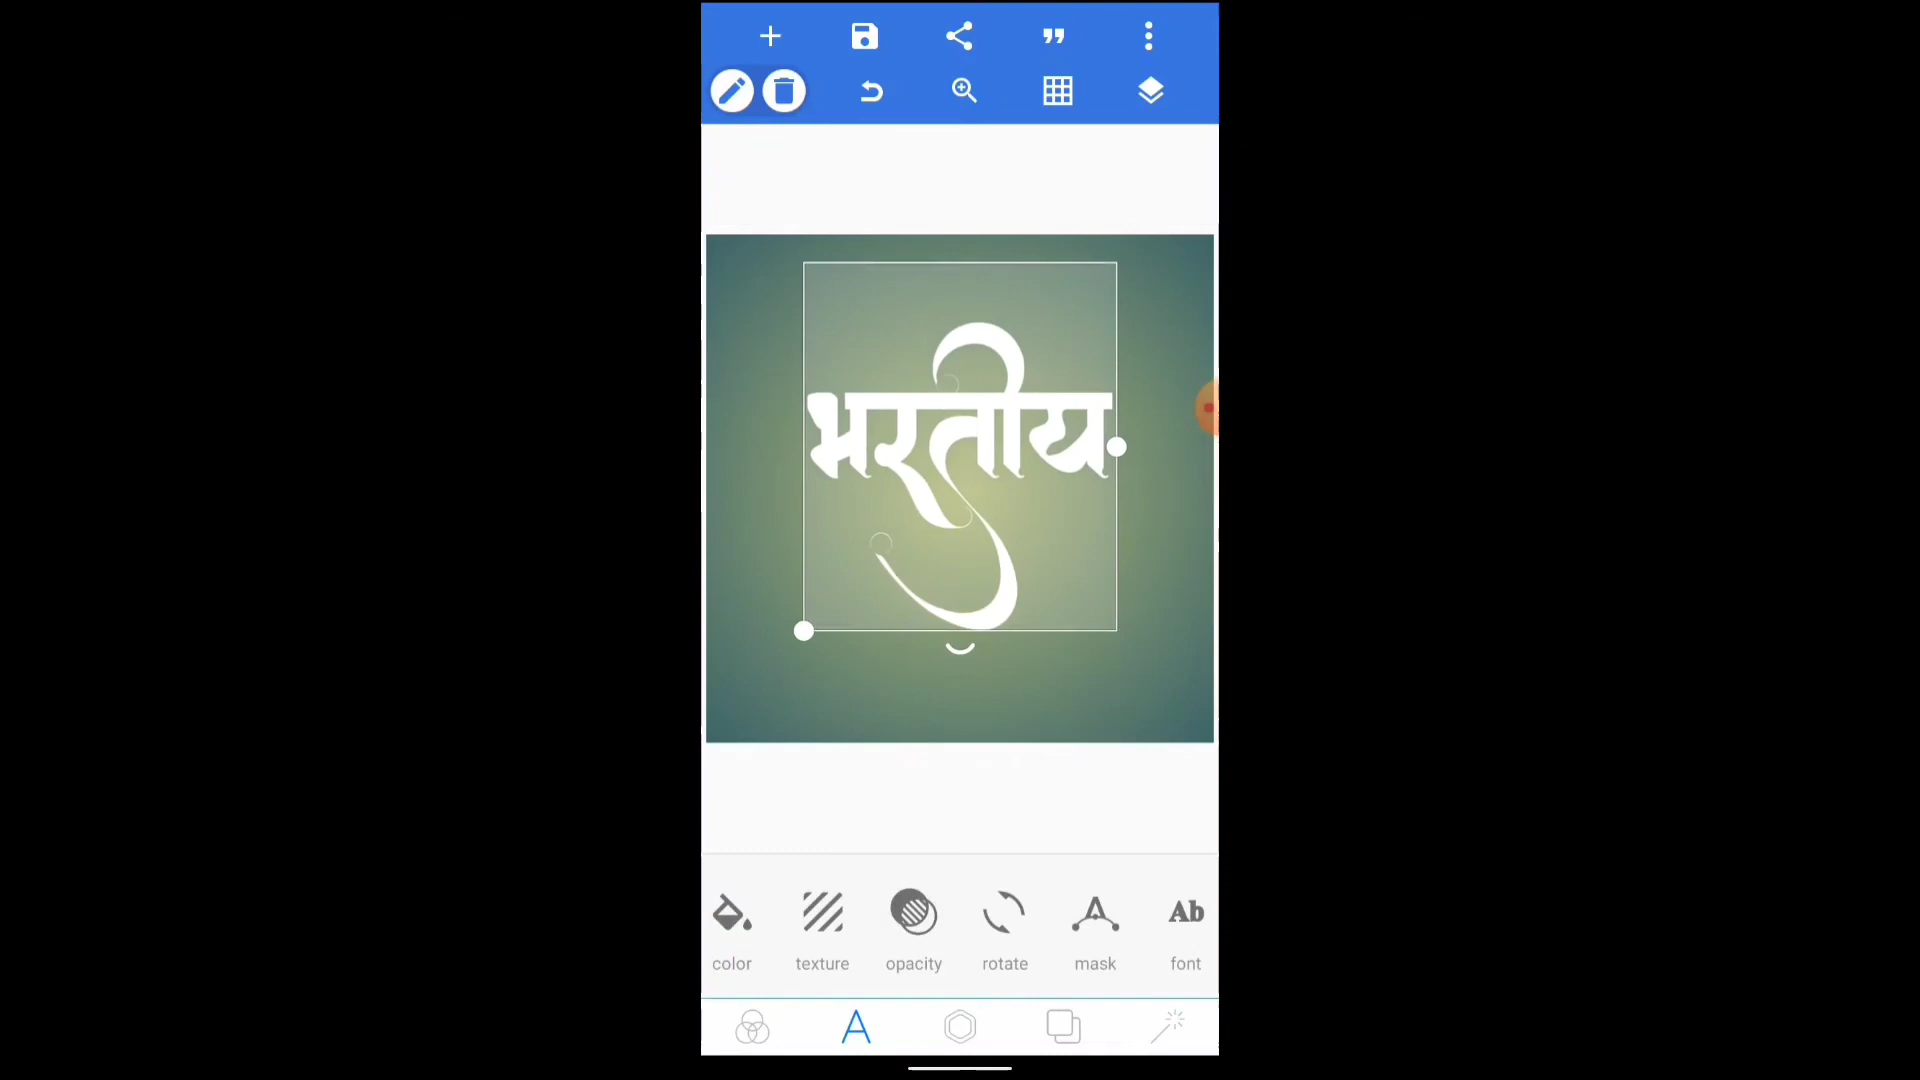 भरतीय
color texture opacity rotate mask Ab font